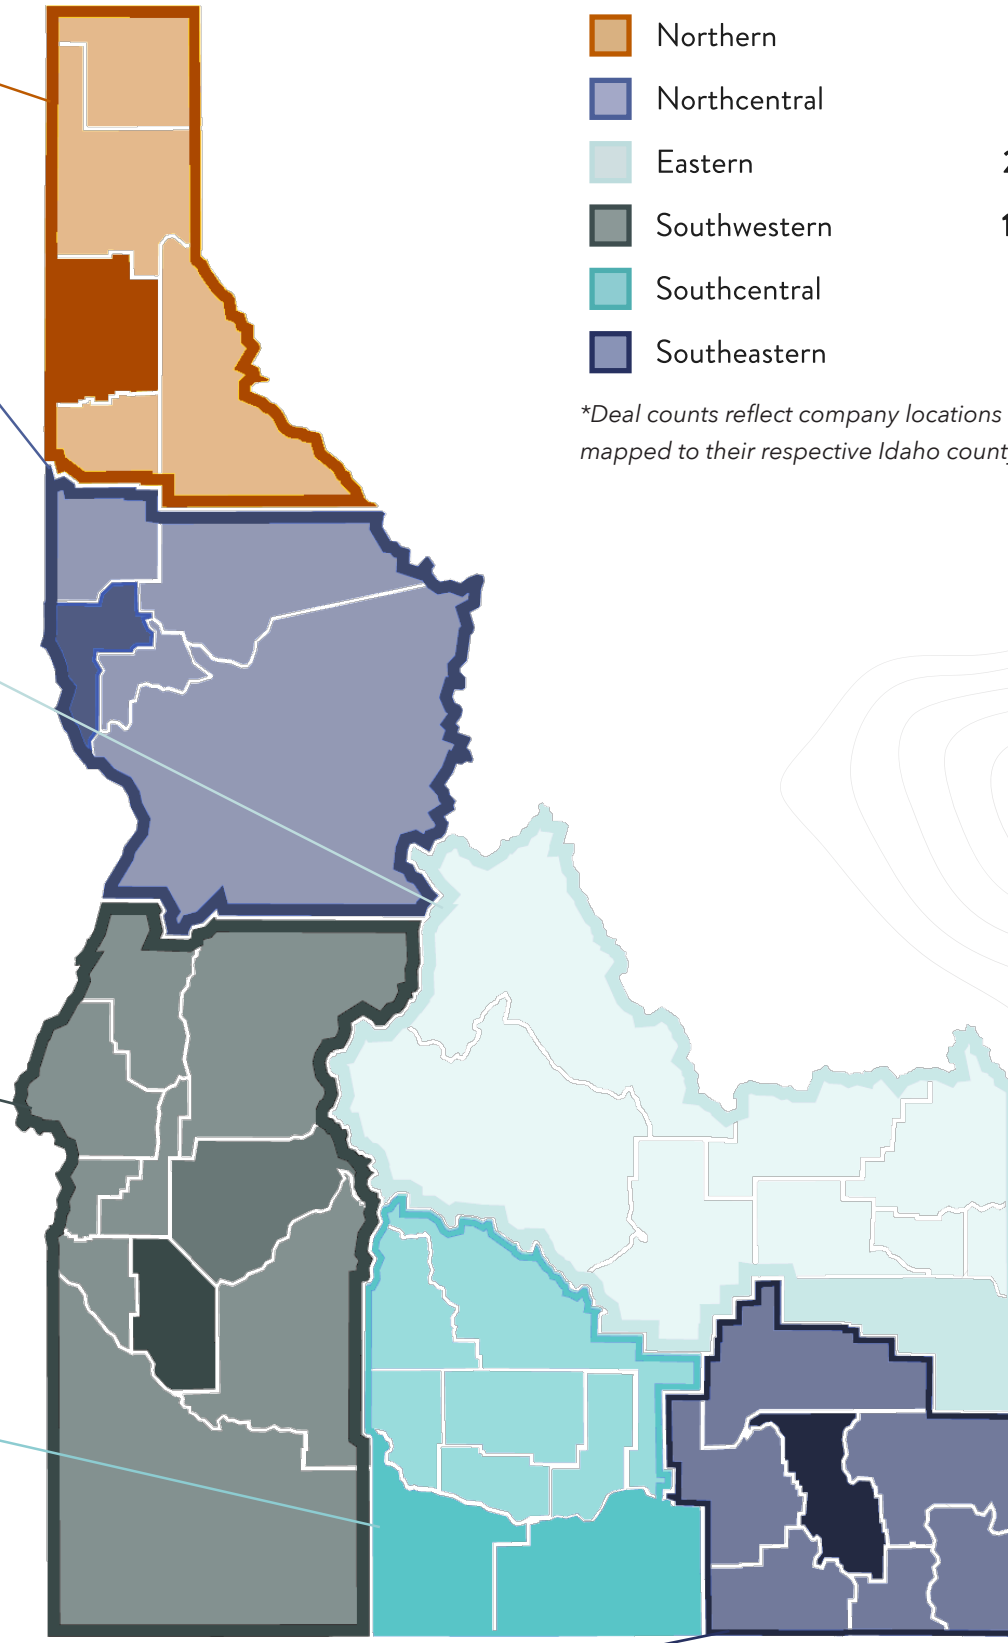 Northern
Northcentral
Eastern
Southwestern
Southcentral
Southeastern
*Deal counts reflect company locations
mapped to their respective Idaho